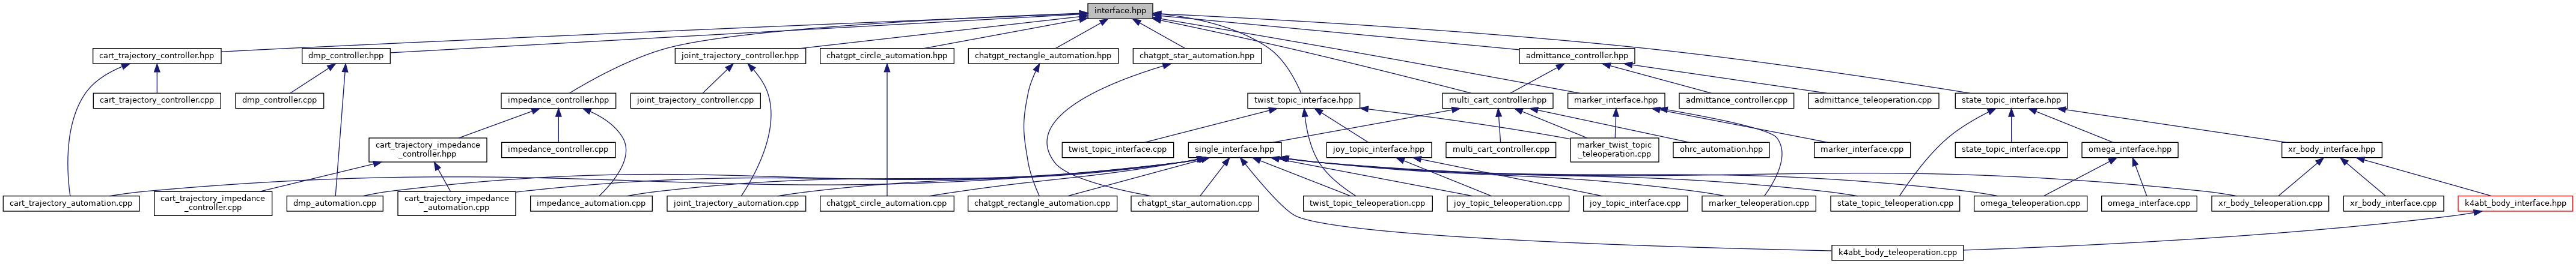 interface.hpp
cart_trajectory_controller.hpp
dmp_controller.hpp
joint_trajectory_controller.hpp
chatgpt_circle_automation.hpp
chatgpt_rectangle_automation.hpp
chatgpt_star_automation.hpp
admittance_controller.hpp
cart_trajectory_controller.cpp
dmp_controller.cpp
impedance_controller.hpp
joint_trajectory_controller.cpp
twist_topic_interface.hpp
multi_cart_controller.hpp
marker_interface.hpp
admittance_controller.cpp
admittance_teleoperation.cpp
state_topic_interface.hpp
cart_trajectory_impedance
_controller.hpp
impedance_controller.cpp
twist_topic_interface.cpp
single_interface.hpp
joy_topic_interface.hpp
multi_cart_controller.cpp
marker_twist_topic
_teleoperation.cpp
ohrc_automation.hpp
marker_interface.cpp
state_topic_interface.cpp
omega_interface.hpp
xr_body_interface.hpp
cart_trajectory_automation.cpp
cart_trajectory_impedance
_controller.cpp
dmp_automation.cpp
cart_trajectory_impedance
_automation.cpp
impedance_automation.cpp
joint_trajectory_automation.cpp
chatgpt_circle_automation.cpp
chatgpt_rectangle_automation.cpp
chatgpt_star_automation.cpp
twist_topic_teleoperation.cpp
joy_topic_teleoperation.cpp
joy_topic_interface.cpp
marker_teleoperation.cpp
state_topic_teleoperation.cpp
omega_teleoperation.cpp
omega_interface.cpp
xr_body_teleoperation.cpp
xr_body_interface.cpp
k4abt_body_interface.hpp
k4abt_body_teleoperation.cpp